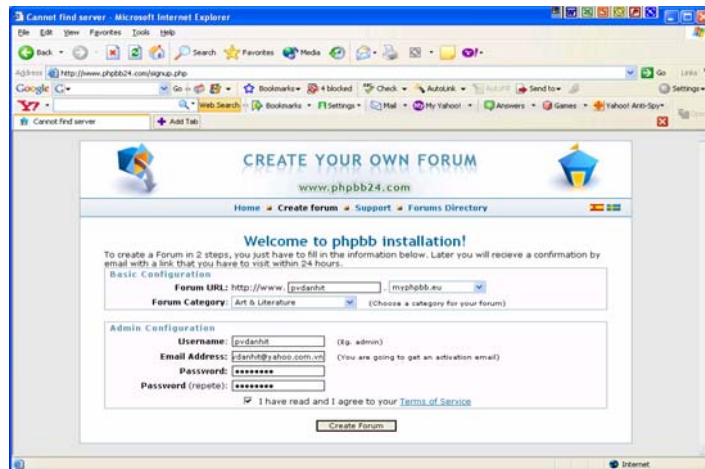 Cannot find server - Microsoft Internet Explorer
File Edit View Favorites Tools Help
Back Search Favorites Media
Address http://www.phpbb24.com/signup.php Go Links
Google G Go Bookmarks 4 blocked Check AutoLink AutoFill Send to Settings
Y7 Web Search Bookmarks Settings Mail My Yahoo! Answers Games Yahoo! Anti-Spy
Cannot find server Add Tab
CREATE YOUR OWN FORUM
www.phpbb24.com
Home Create forum Support Forums Directory
Welcome to phpbb installation!
To create a Forum in 2 steps, you just have to fill in the information below. Later you will recieve a confirmation by
email with a link that you have to visit within 24 hours.
Basic Configuration
Forum URL: http://www. pvdanhit . myphpbb.eu
Forum Category: Art & Literature (Choose a category for your forum)
Admin Configuration
Username: pvdanhit (Eg. admin)
Email Address: vdanhit@yahoo.com.vn (You are going to get an activation email)
Password: ••••••••
Password (repete): ••••••••
I have read and I agree to your Terms of Service
Create Forum
Internet